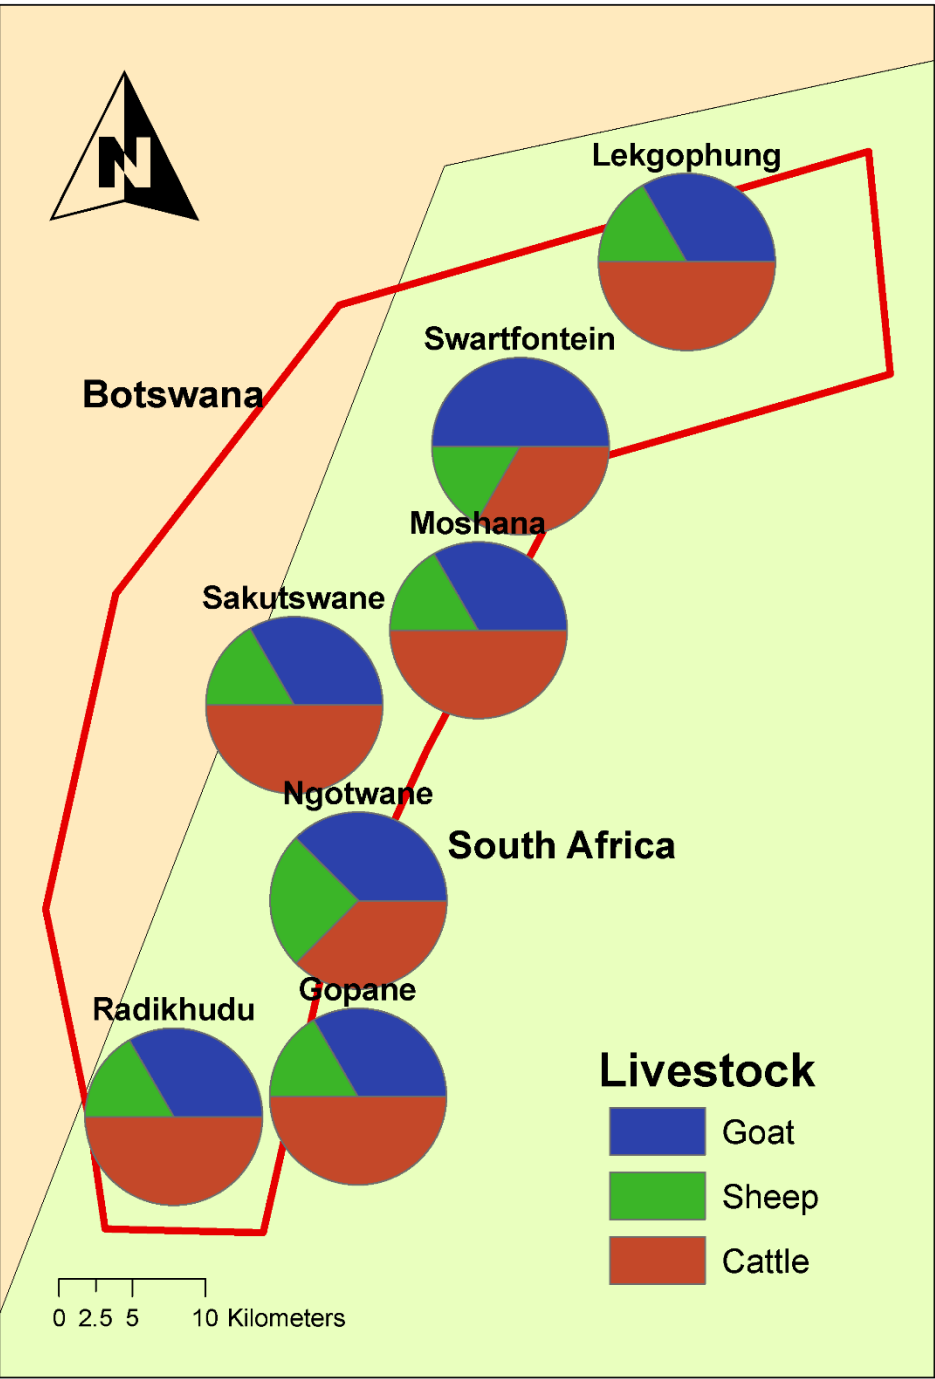 N
Lekgophung
Swartfontein
Botswana
Moshana
Sakutswane
Ngotwane
South Africa
Gopane
Radikhudu
Livestock
Goat
Sheep
Cattle
0 2.5 5 10 Kilometers